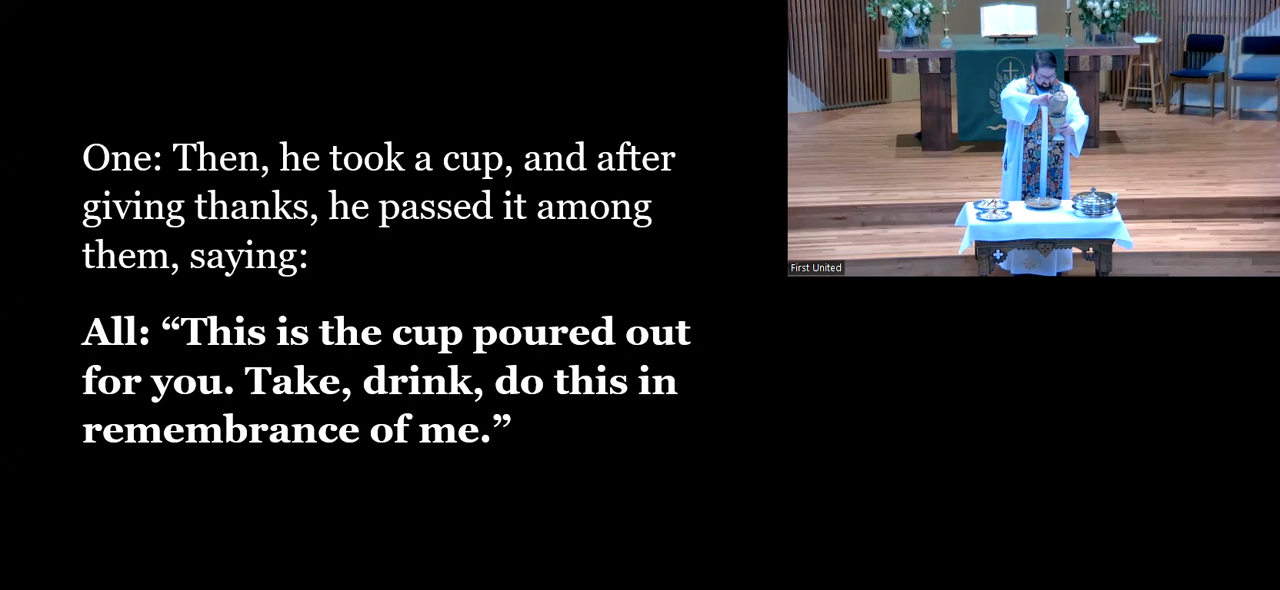 One: Then, he took a cup, and after
giving thanks, he passed it among
them, saying:
All: “This is the cup poured out
for you. Take, drink, do this in
remembrance of me.”
First United